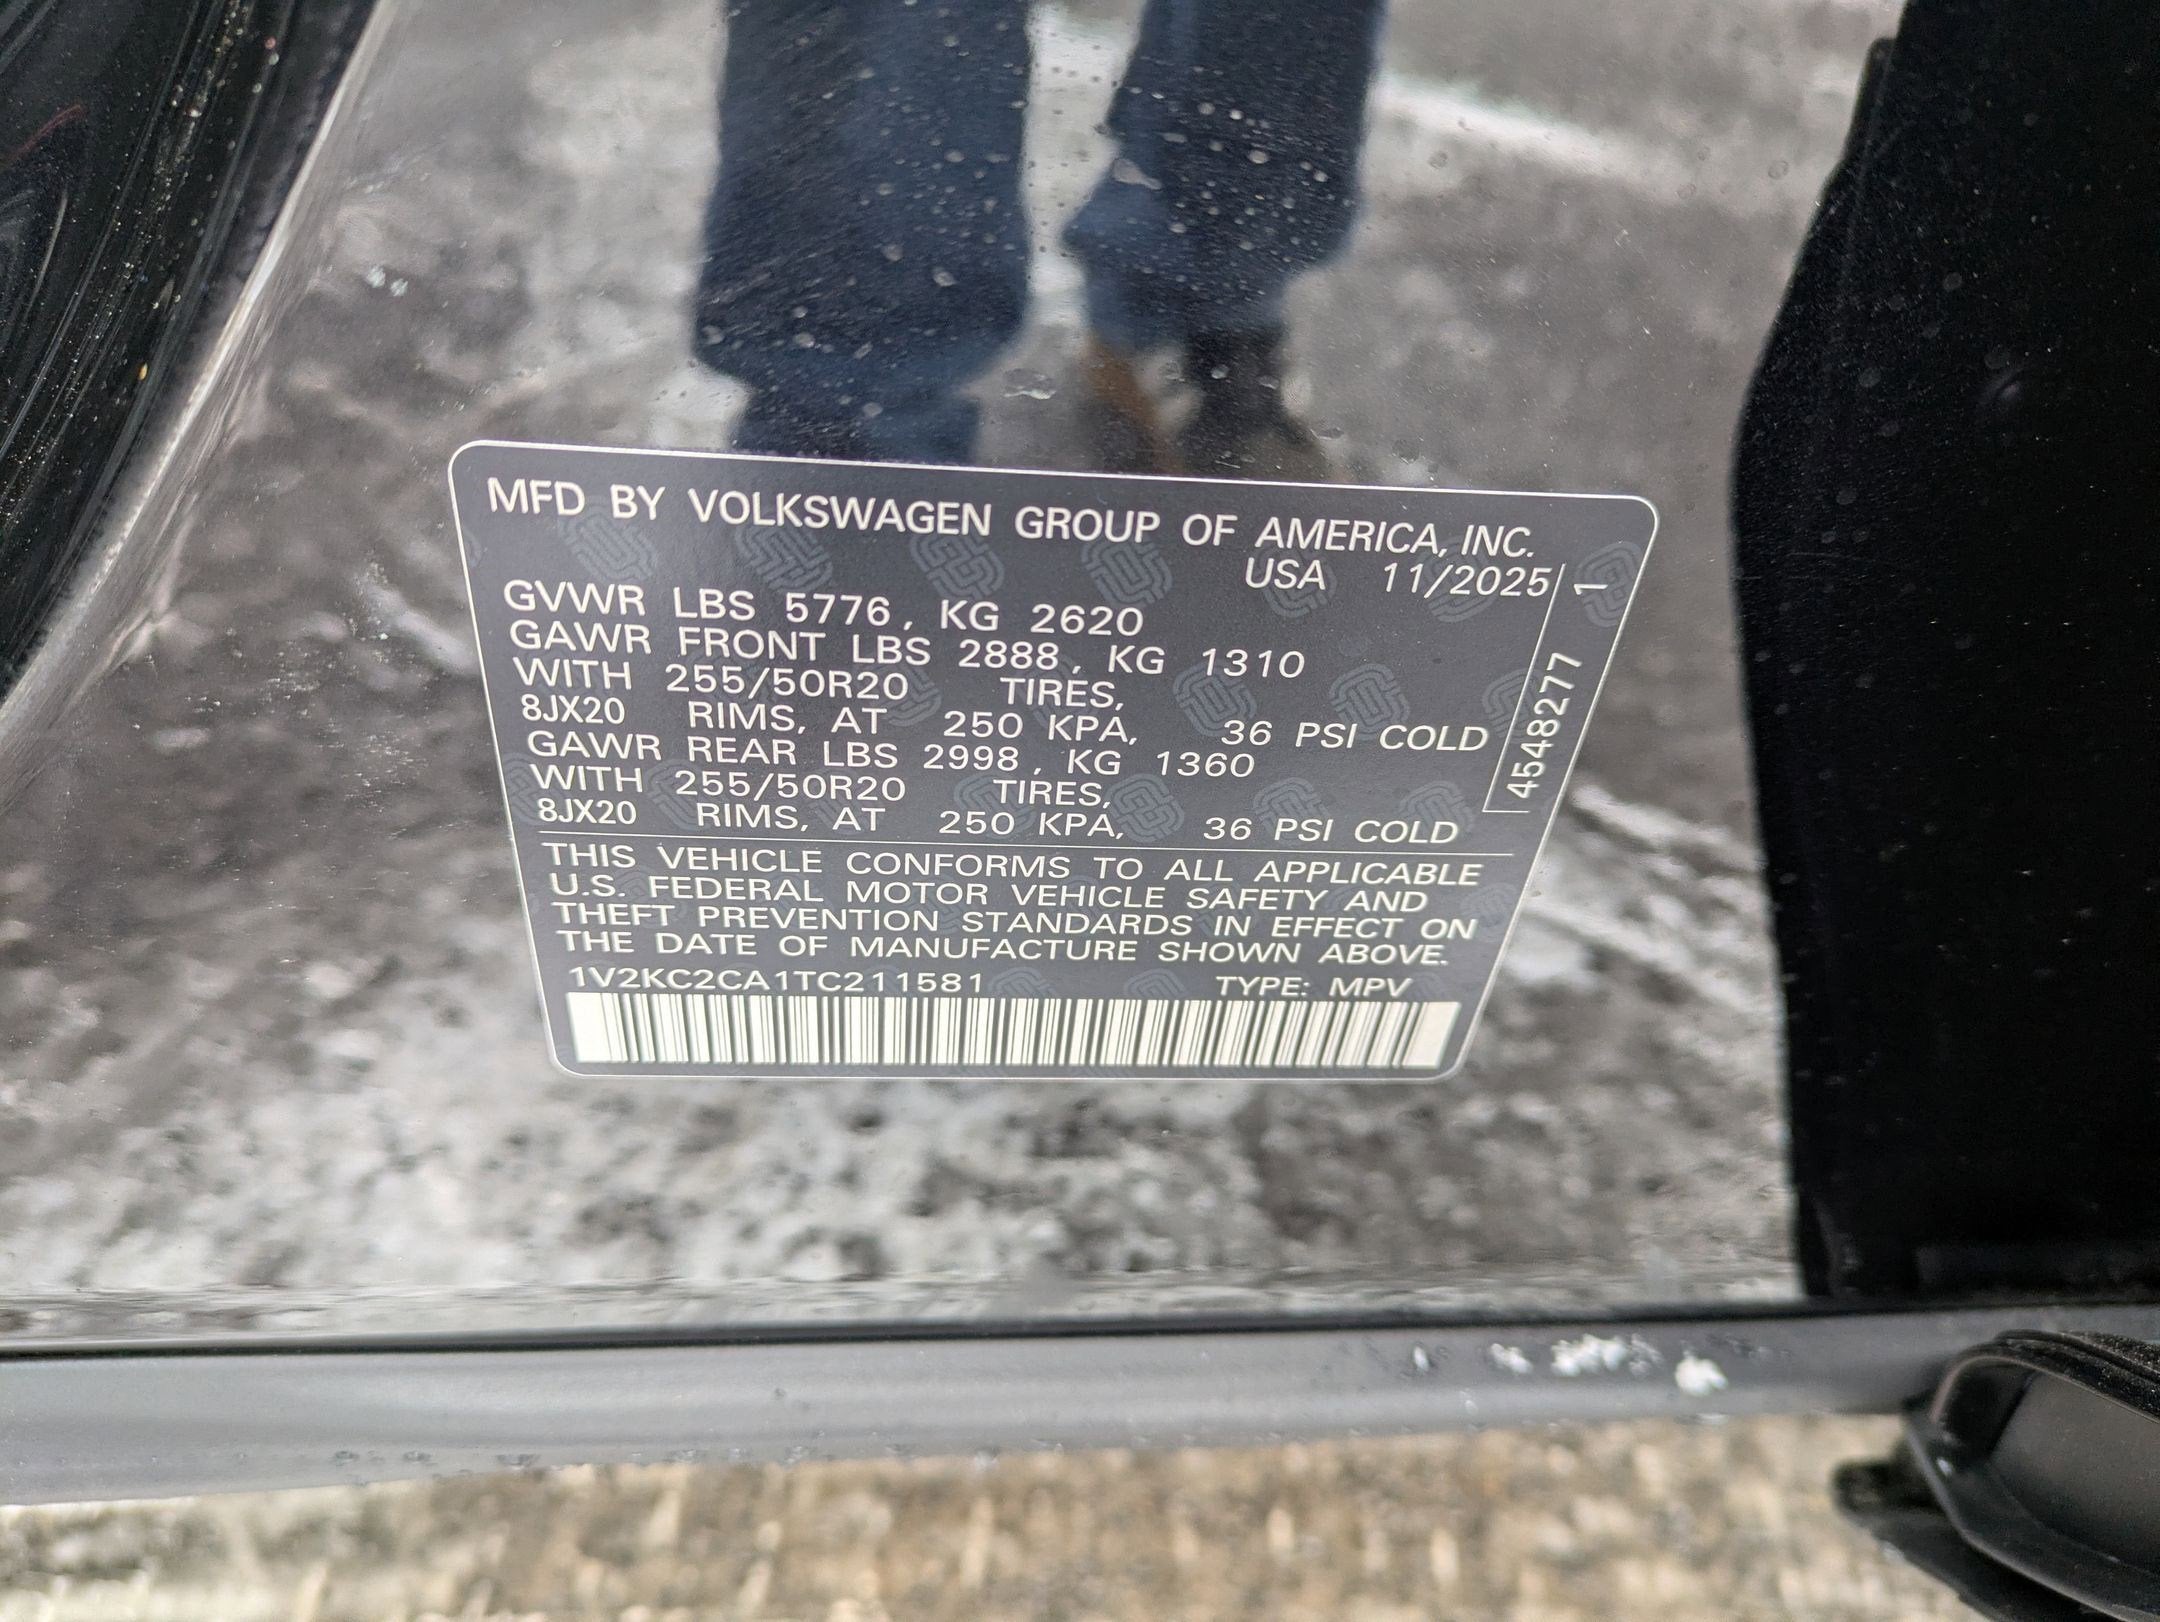 MFD BY VOLKSWAGEN GROUP OF AMERICA, INC.
USA 11/2025
GVWR LBS 5776, KG 2620
GAWR FRONT LBS 2888, KG 1310
WITH 255/50R20 TIRES,
8JX20 RIMS, AT 250 KPA, 36 PSI COLD
GAWR REAR LBS 2998, KG 1360
WITH 255/50R20 TIRES,
8JX20 RIMS, AT 250 KPA, 36 PSI COLD
THIS VEHICLE CONFORMS TO ALL APPLICABLE
U.S. FEDERAL MOTOR VEHICLE SAFETY AND
THEFT PREVENTION STANDARDS IN EFFECT ON
THE DATE OF MANUFACTURE SHOWN ABOVE.
1V2KC2CA1TC211581 TYPE: MPV
4548277 1